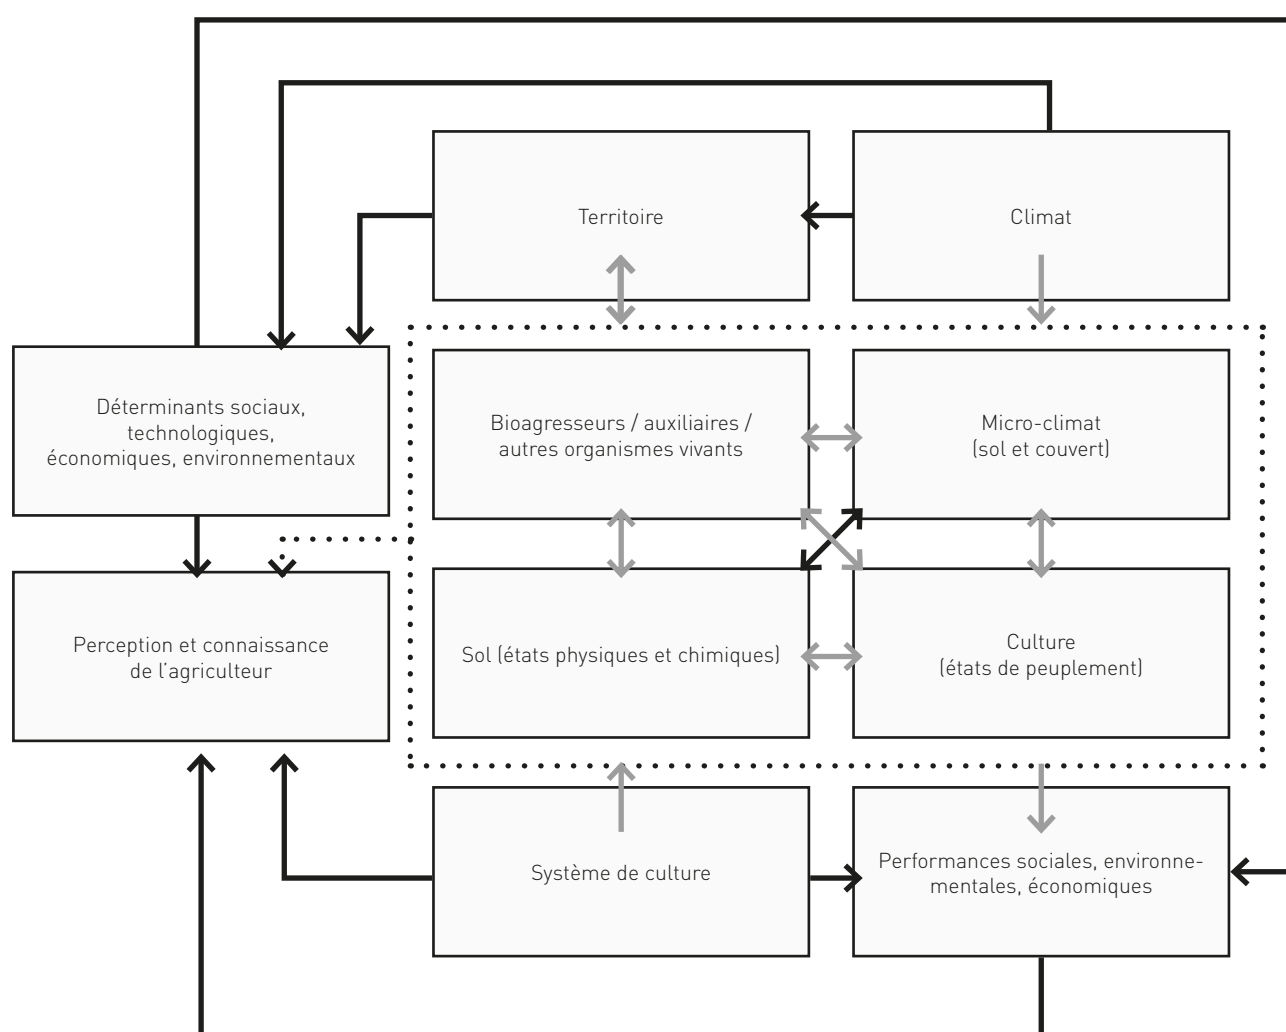 Territoire
Climat
Déterminants sociaux,
technologiques,
économiques, environnementaux
Bioagresseurs / auxiliaires /
autres organismes vivants
Micro-climat
(sol et couvert)
Perception et connaissance
de l’agriculteur
Sol (états physiques et chimiques)
Culture
(états de peuplement)
Système de culture
Performances sociales, environne-
mentales, économiques